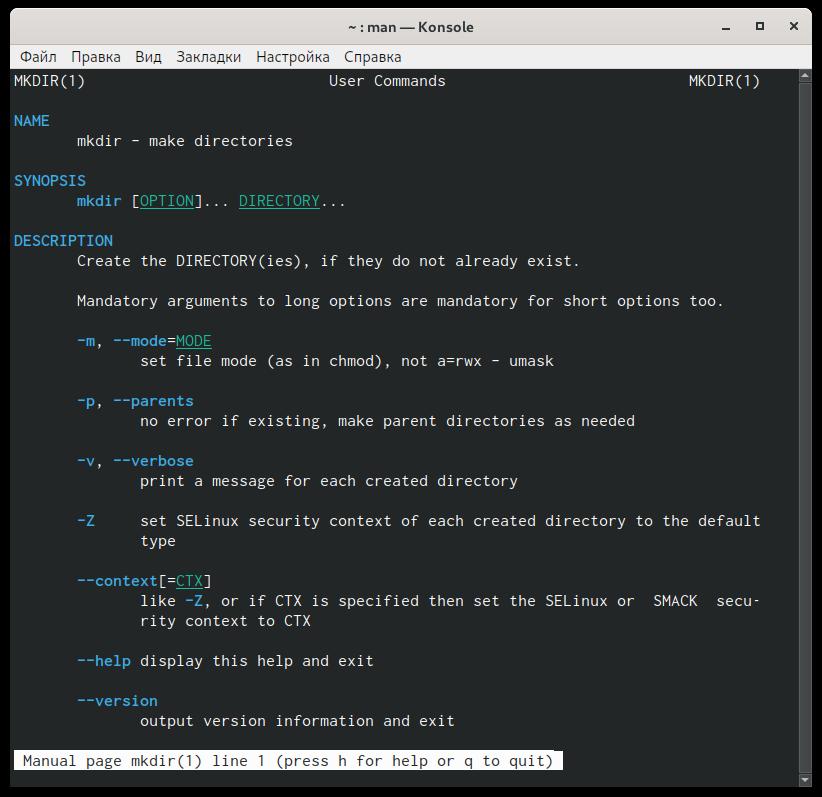 ~ : man — Konsole
Файл Правка Вид Закладки Настройка Справка
MKDIR(1) User Commands MKDIR(1)
NAME
mkdir - make directories
SYNOPSIS
mkdir [OPTION]... DIRECTORY...
DESCRIPTION
Create the DIRECTORY(ies), if they do not already exist.
Mandatory arguments to long options are mandatory for short options too.
-m, --mode=MODE
set file mode (as in chmod), not a=rwx - umask
-p, --parents
no error if existing, make parent directories as needed
-v, --verbose
print a message for each created directory
-Z set SELinux security context of each created directory to the default
type
--context[=CTX]
like -Z, or if CTX is specified then set the SELinux or SMACK secu-
rity context to CTX
--help display this help and exit
--version
output version information and exit
Manual page mkdir(1) line 1 (press h for help or q to quit)